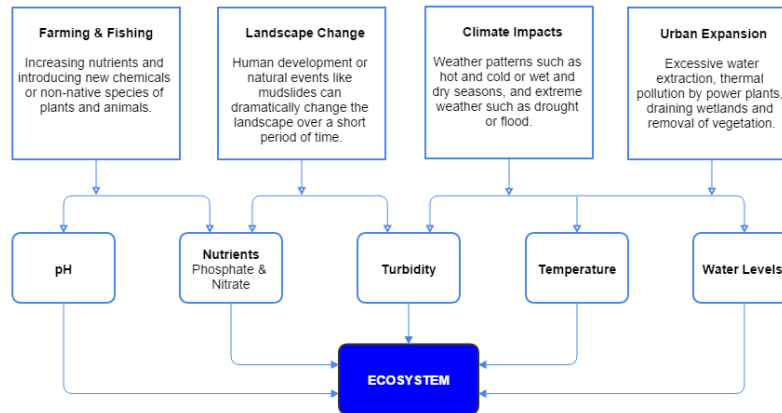 Farming & Fishing
Increasing nutrients and
introducing new chemicals
or non-native species of
plants and animals.
Landscape Change
Human development or
natural events like
mudslides can
dramatically change the
landscape over a short
period of time.
Climate Impacts
Weather patterns such as
hot and cold or wet and
dry seasons, and extreme
weather such as drought
or flood.
Urban Expansion
Excessive water
extraction, thermal
pollution by power plants,
draining wetlands and
removal of vegetation.
pH
Nutrients
Phosphate &
Nitrate
Turbidity
Temperature
Water Levels
ECOSYSTEM